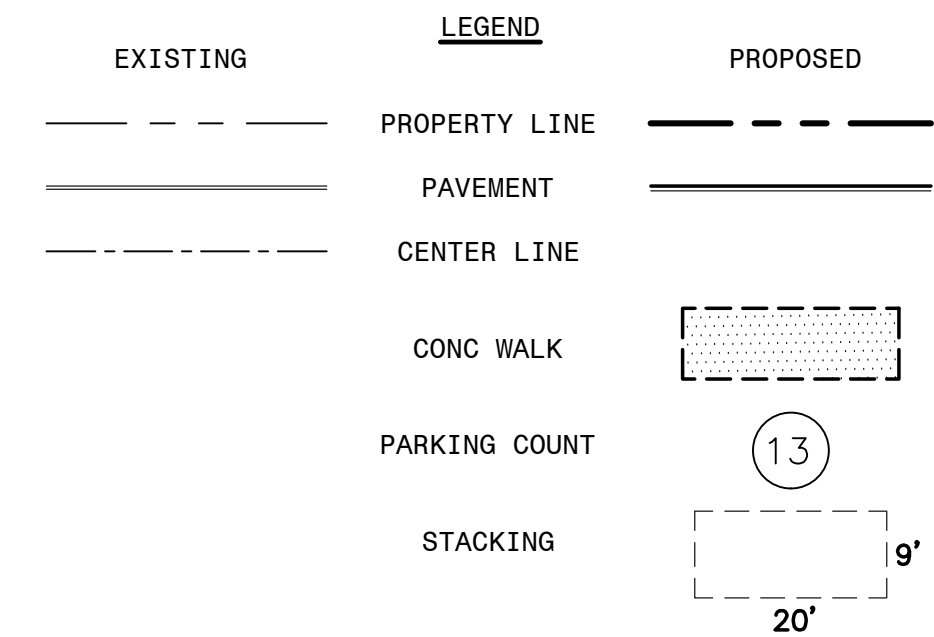 LEGEND
EXISTING PROPOSED
PROPERTY LINE
PAVEMENT
CENTER LINE
CONC WALK
PARKING COUNT
13
STACKING
9'
20'